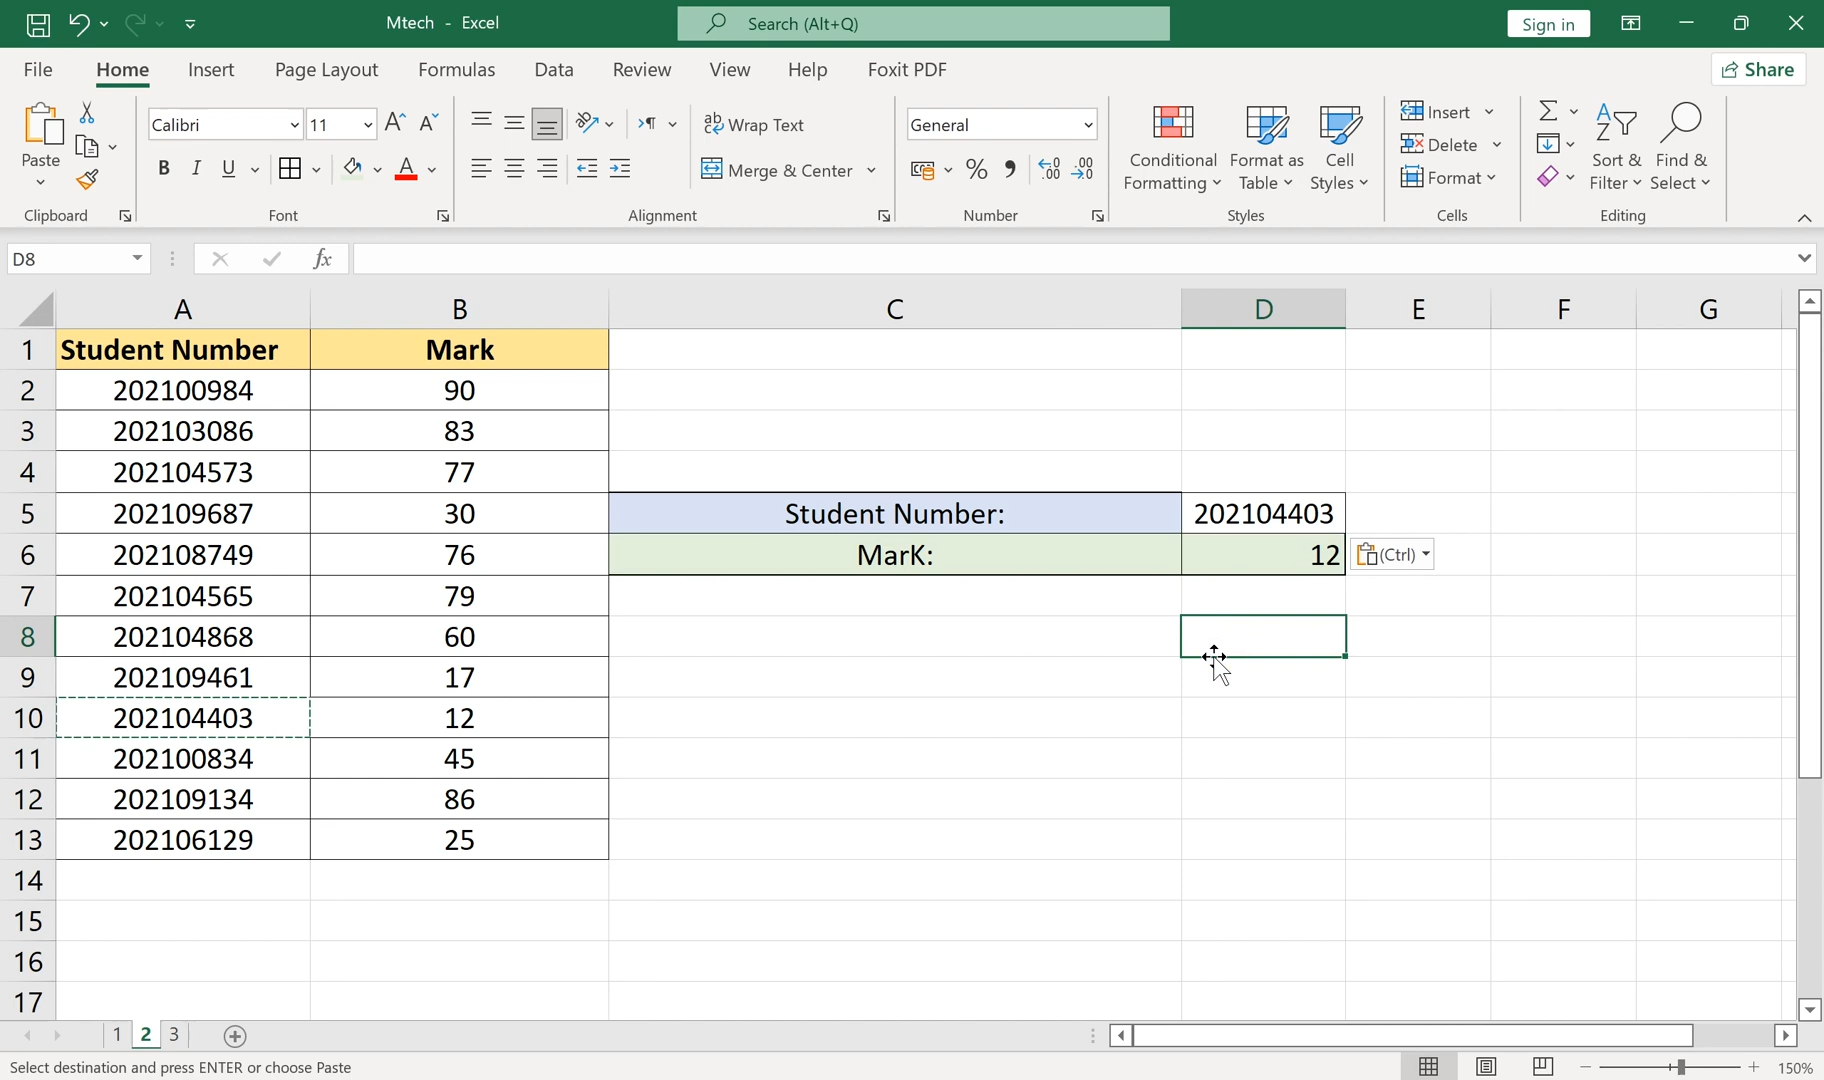 Mtech - Excel
Search (Alt+Q)
Sign in
File Home Insert Page Layout Formulas Data Review View Help Foxit PDF
Share
Paste
Clipboard
Calibri 11
B I U
Font
Wrap Text
Merge & Center
Alignment
General
Number
Conditional Formatting
Format as Table
Cell Styles
Styles
Insert
Delete
Format
Cells
Sort & Filter
Find & Select
Editing
D8
fx
A B C D E F G
1 Student Number Mark
2 202100984 90
3 202103086 83
4 202104573 77
5 202109687 30 Student Number: 202104403
6 202108749 76 MarK: 12 (Ctrl)
7 202104565 79
8 202104868 60
9 202109461 17
10 202104403 12
11 202100834 45
12 202109134 86
13 202106129 25
14
15
16
17
1 2 3
Select destination and press ENTER or choose Paste
150%